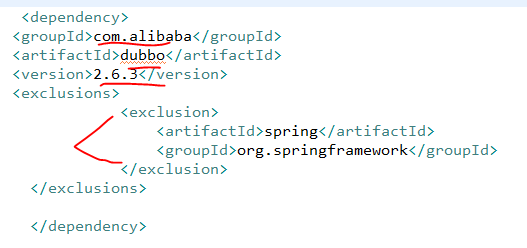 <dependency>
<groupId>com.alibaba</groupId>
<artifactId>dubbo</artifactId>
<version>2.6.3</version>
<exclusions>
<exclusion>
<artifactId>spring</artifactId>
<groupId>org.springframework</groupId>
</exclusion>
</exclusions>
</dependency>